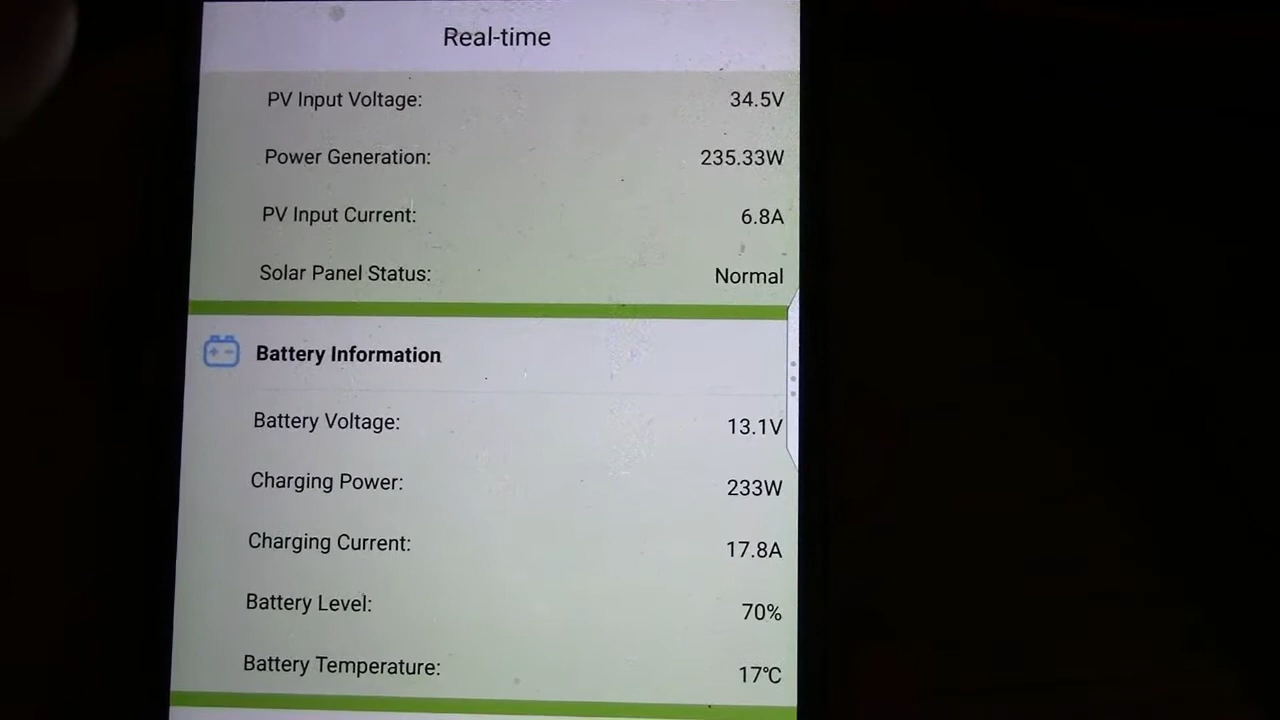 Real-time
PV Input Voltage: 34.5V
Power Generation: 235.33W
PV Input Current: 6.8A
Solar Panel Status: Normal
Battery Information
Battery Voltage: 13.1V
Charging Power: 233W
Charging Current: 17.8A
Battery Level: 70%
Battery Temperature: 17℃